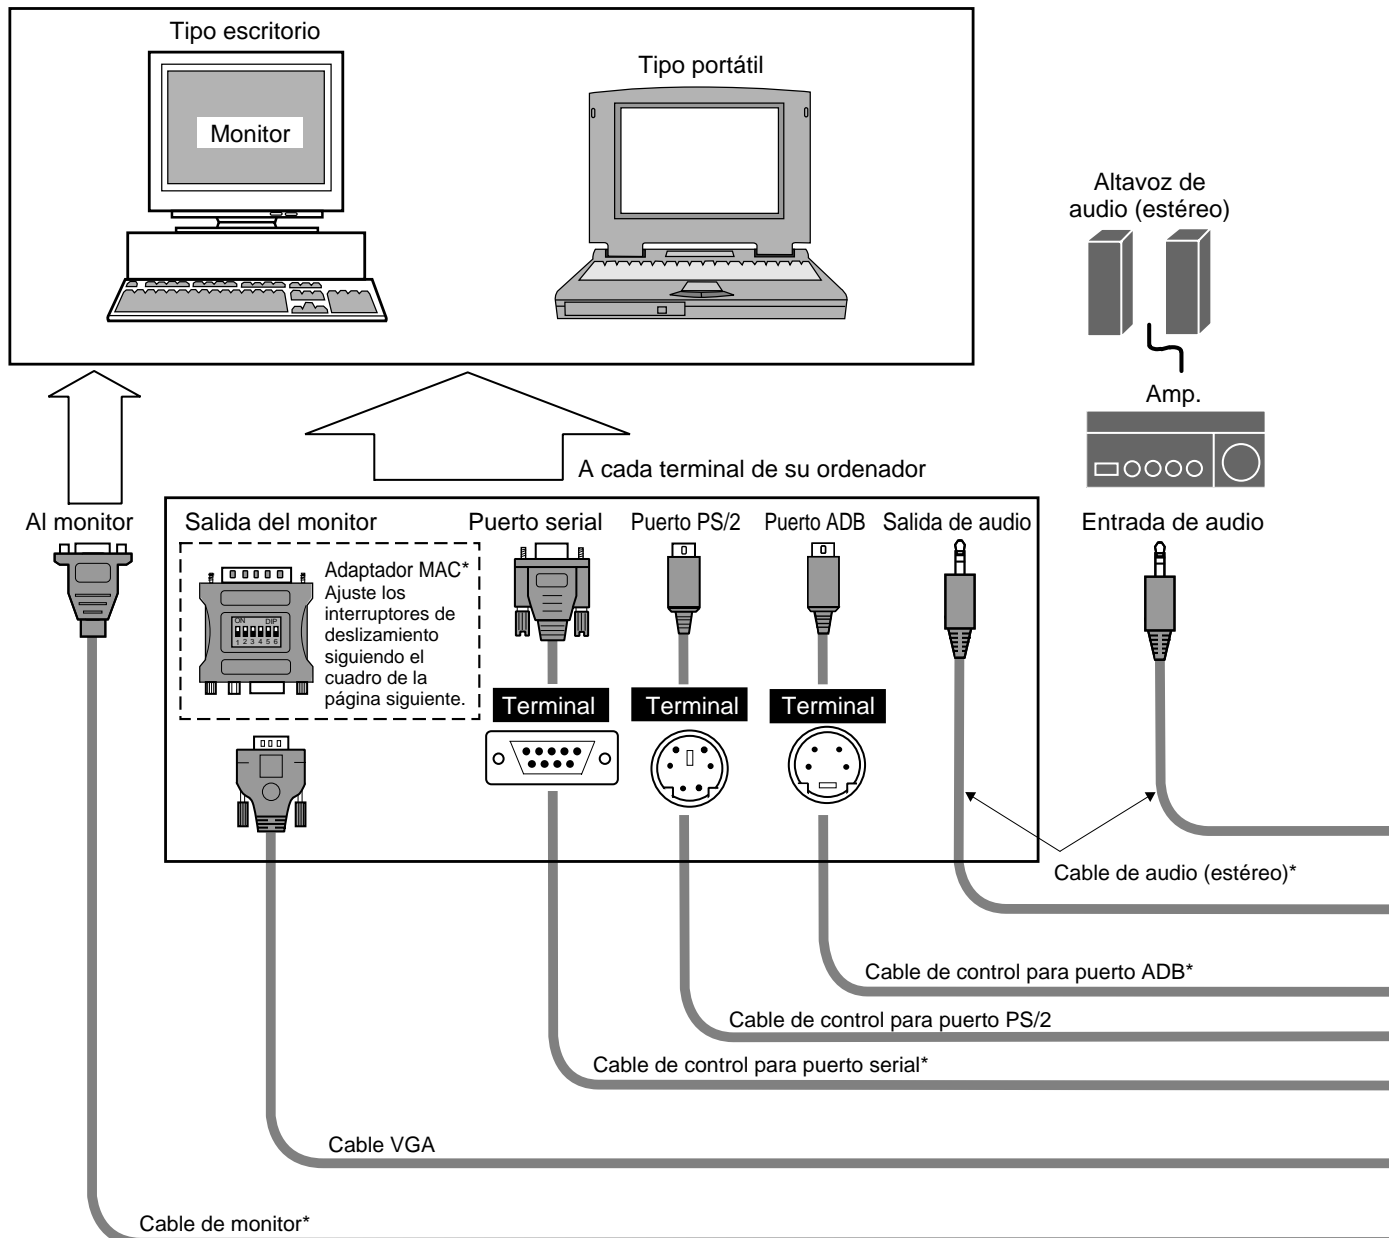 Tipo escritorio
Tipo portátil
Monitor
Altavoz de
audio (estéreo)
Amp.
A cada terminal de su ordenador
Al monitor
Salida del monitor
Puerto serial
Puerto PS/2
Puerto ADB
Salida de audio
Entrada de audio
Adaptador MAC*
Ajuste los
interruptores de
deslizamiento
siguiendo el
cuadro de la
página siguiente.
ON DIP
1 2 3 4 5 6
Terminal
Terminal
Terminal
Cable de audio (estéreo)*
Cable de control para puerto ADB*
Cable de control para puerto PS/2
Cable de control para puerto serial*
Cable VGA
Cable de monitor*